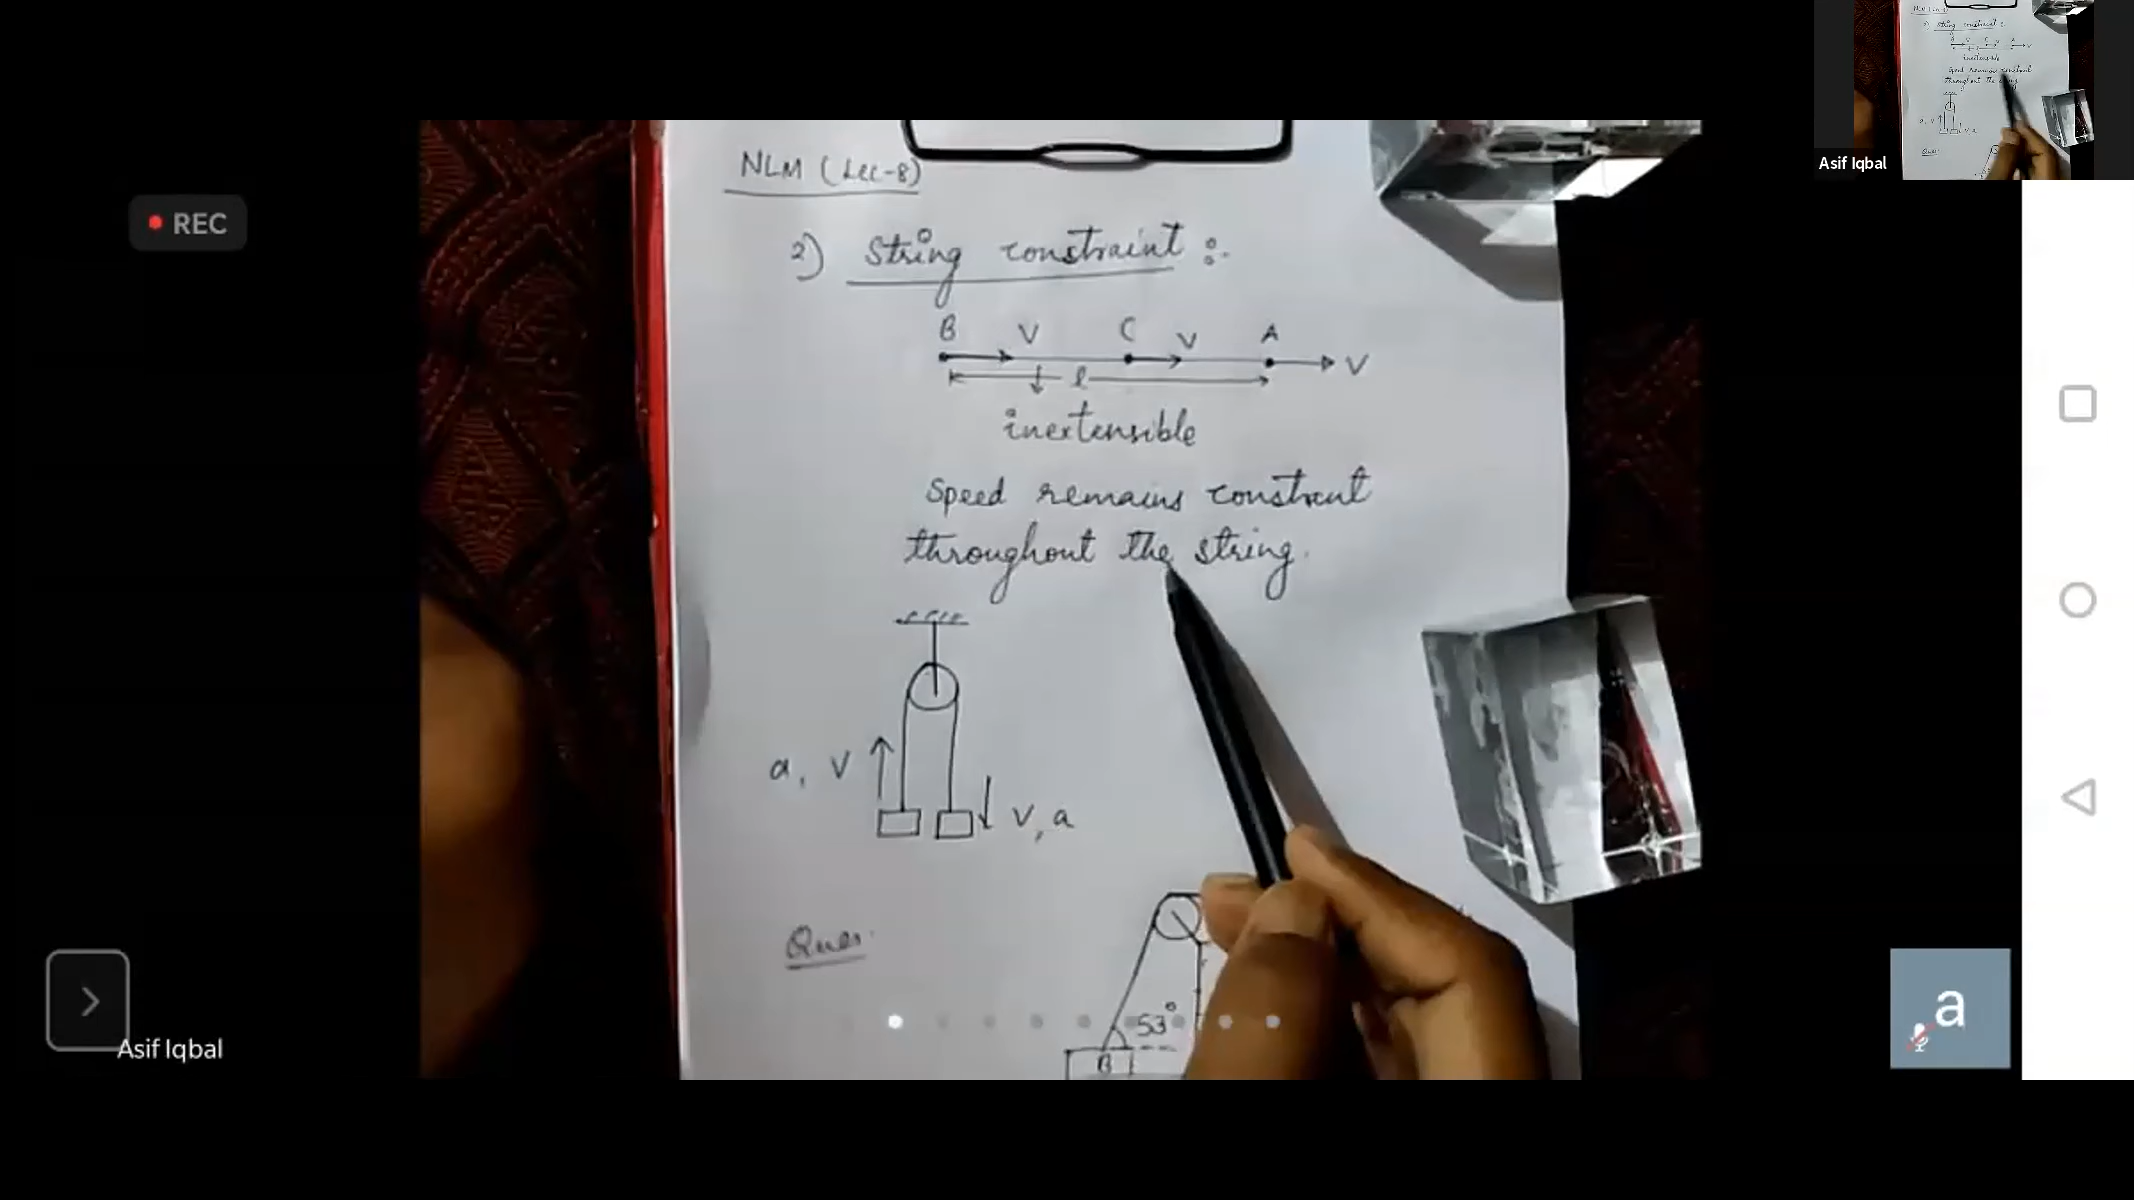 REC
NLM (Lec-8)
2) String constraint :-
B V C V A V
l
inextensible
Speed remains constant
throughout the string.
a, V
V, a
Ques.
53°
B
Asif Iqbal
Asif Iqbal
a